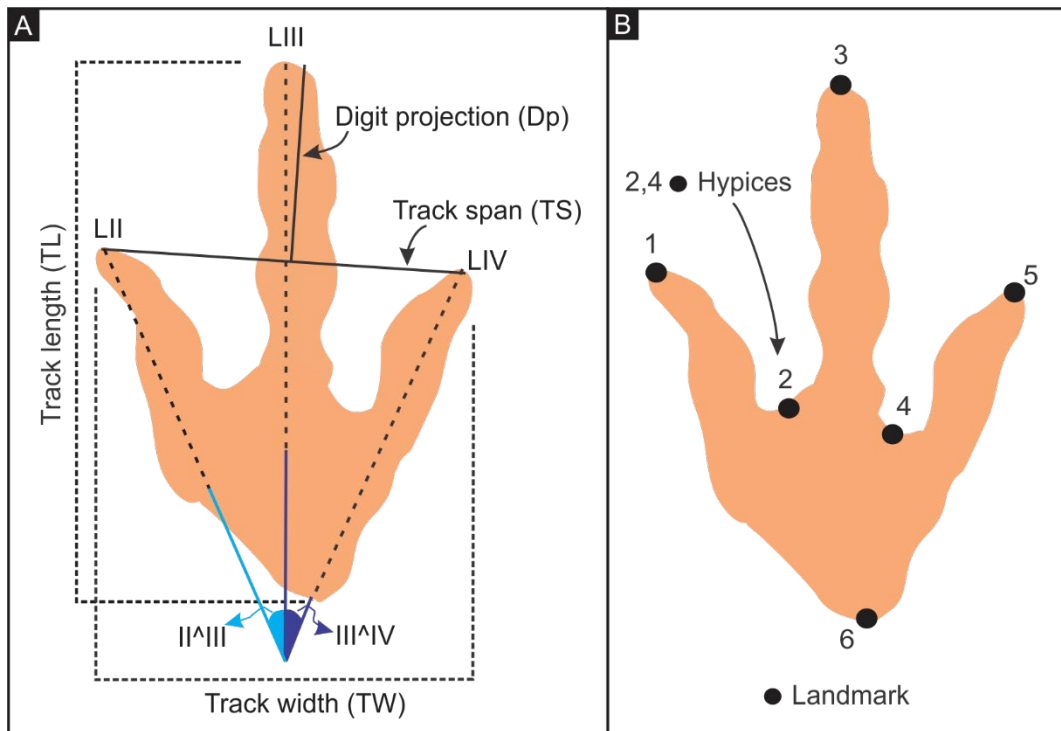 A
LIII
Digit projection (Dp)
Track span (TS)
LII
LIV
Track length (TL)
II^III
III^IV
Track width (TW)
B
3
2,4 Hypices
1
5
2
4
6
Landmark